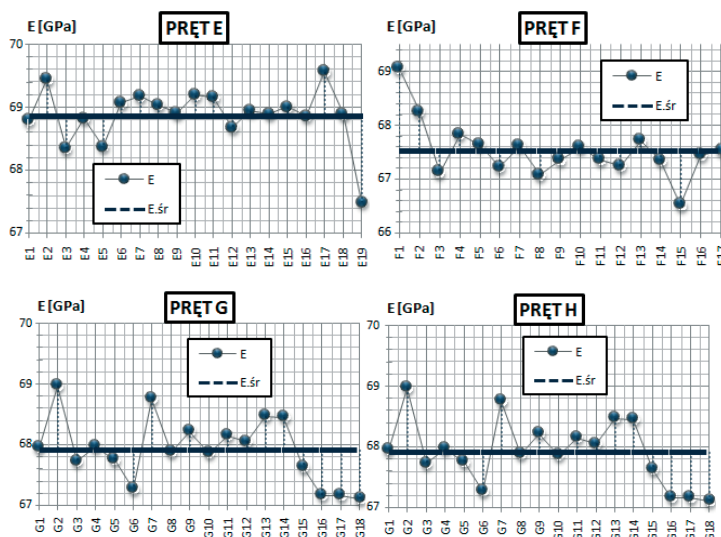 E [GPa]
PRĘT E
70
69
68
67
E
E.śr
E1 E2 E3 E4 E5 E6 E7 E8 E9 E10 E11 E12 E13 E14 E15 E16 E17 E18 E19
E [GPa]
PRĘT F
69
68
67
66
E
E.śr
F1 F2 F3 F4 F5 F6 F7 F8 F9 F10 F11 F12 F13 F14 F15 F16 F17
E [GPa]
PRĘT G
70
69
68
67
E
E.śr
G1 G2 G3 G4 G5 G6 G7 G8 G9 G10 G11 G12 G13 G14 G15 G16 G17 G18
E [GPa]
PRĘT H
70
69
68
67
E
E.śr
G1 G2 G3 G4 G5 G6 G7 G8 G9 G10 G11 G12 G13 G14 G15 G16 G17 G18